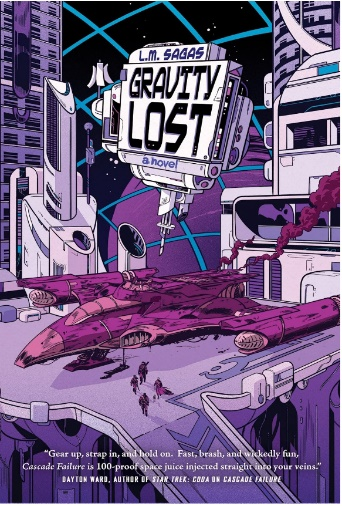 L.M. SAGAS
GRAVITY
LOST
a novel
“Gear up, strap in, and hold on. Fast, brash, and wickedly fun,
Cascade Failure is 100-proof space juice injected straight into your veins.”
DAYTON WARD, AUTHOR OF STAR TREK: CODA ON CASCADE FAILURE